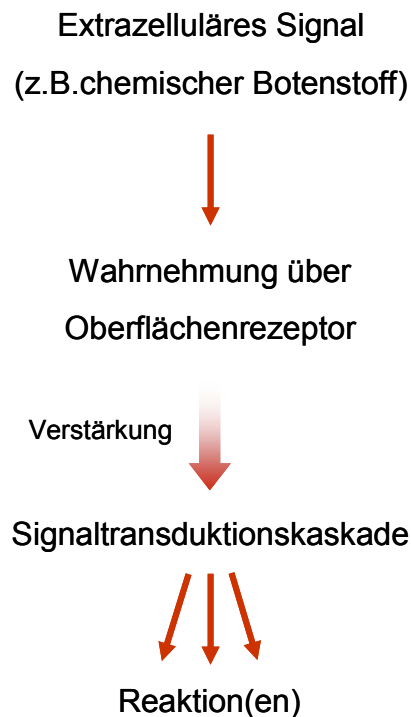 Extrazelluläres Signal
(z.B.chemischer Botenstoff)
Wahrnehmung über
Oberflächenrezeptor
Verstärkung
Signaltransduktionskaskade
Reaktion(en)